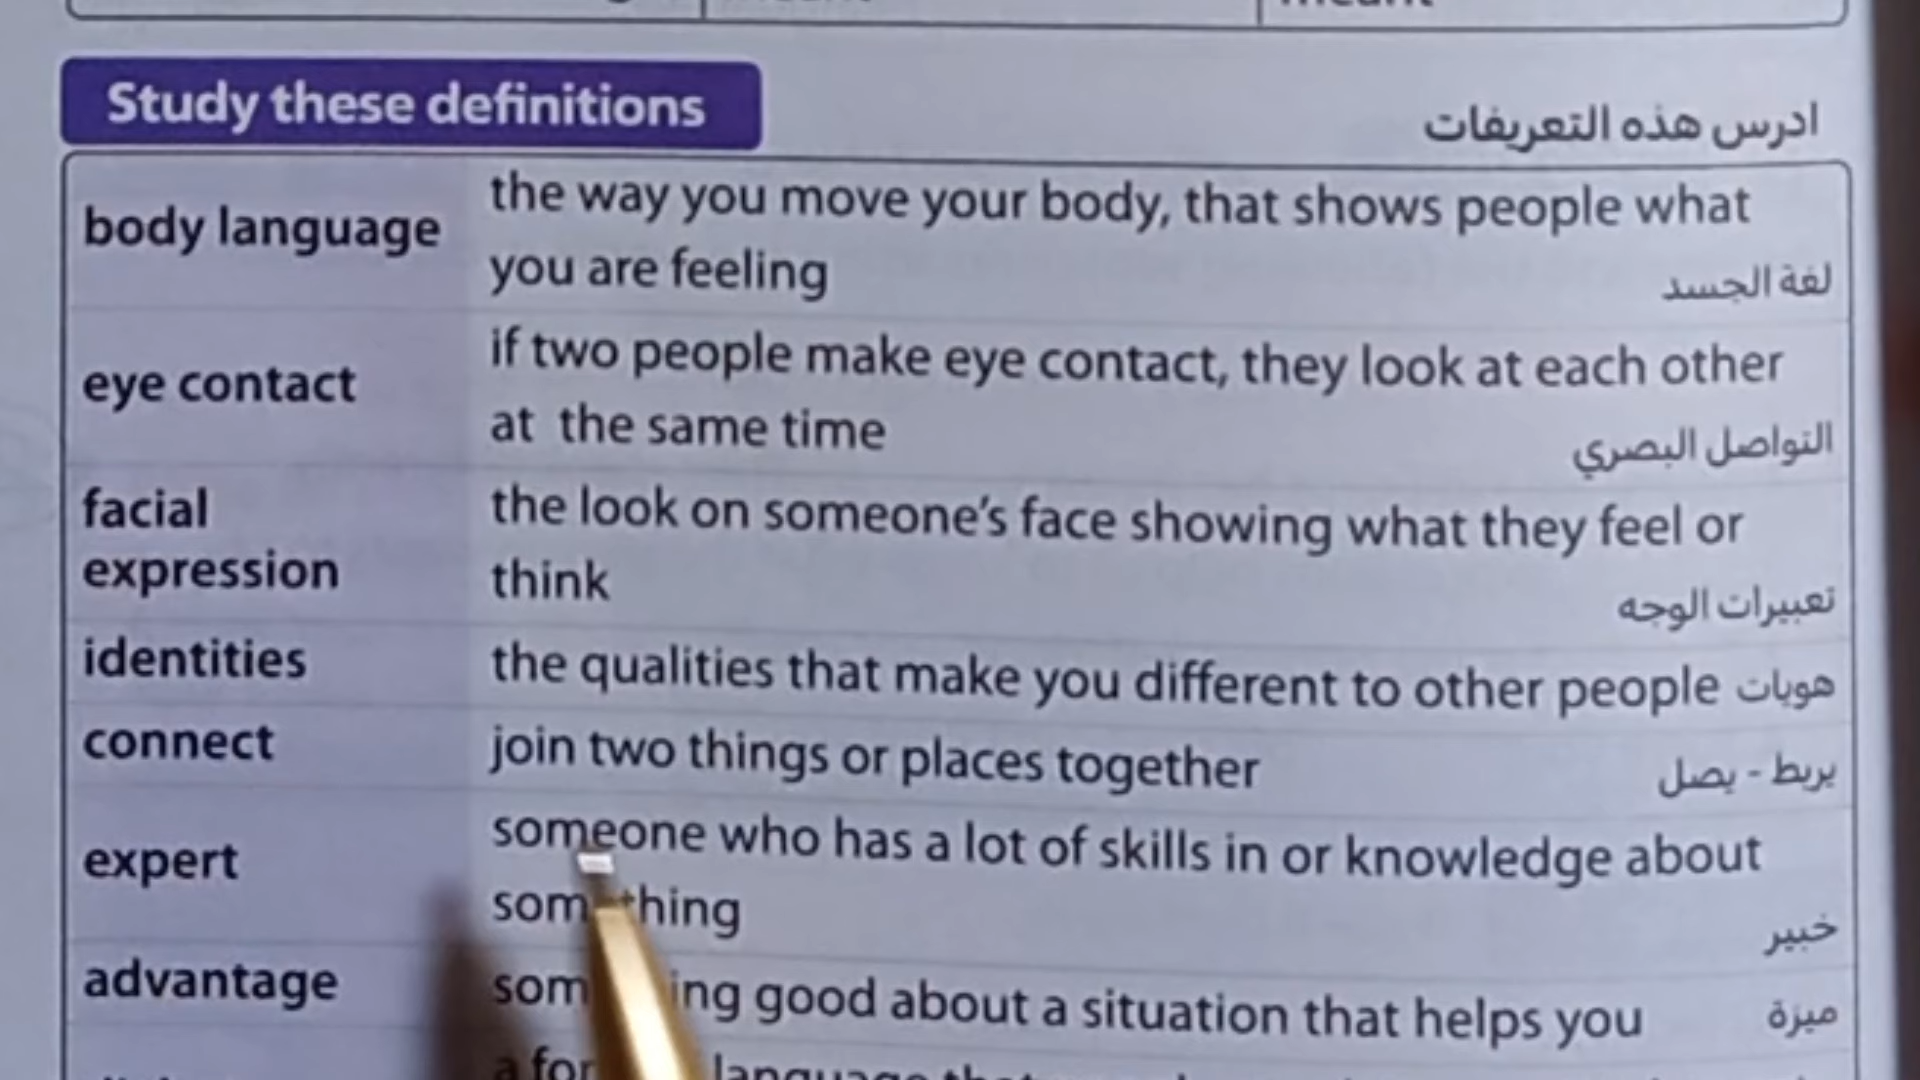 Study these definitions
ادرس هذه التعريفات
body language
the way you move your body, that shows people what
you are feeling
لغة الجسد
eye contact
if two people make eye contact, they look at each other
at the same time
التواصل البصري
facial
expression
the look on someone's face showing what they feel or
think
تعبيرات الوجه
identities
the qualities that make you different to other people هويات
connect
join two things or places together
يربط - يصل
expert
someone who has a lot of skills in or knowledge about
something
خبير
advantage
something good about a situation that helps you
ميزة
a language